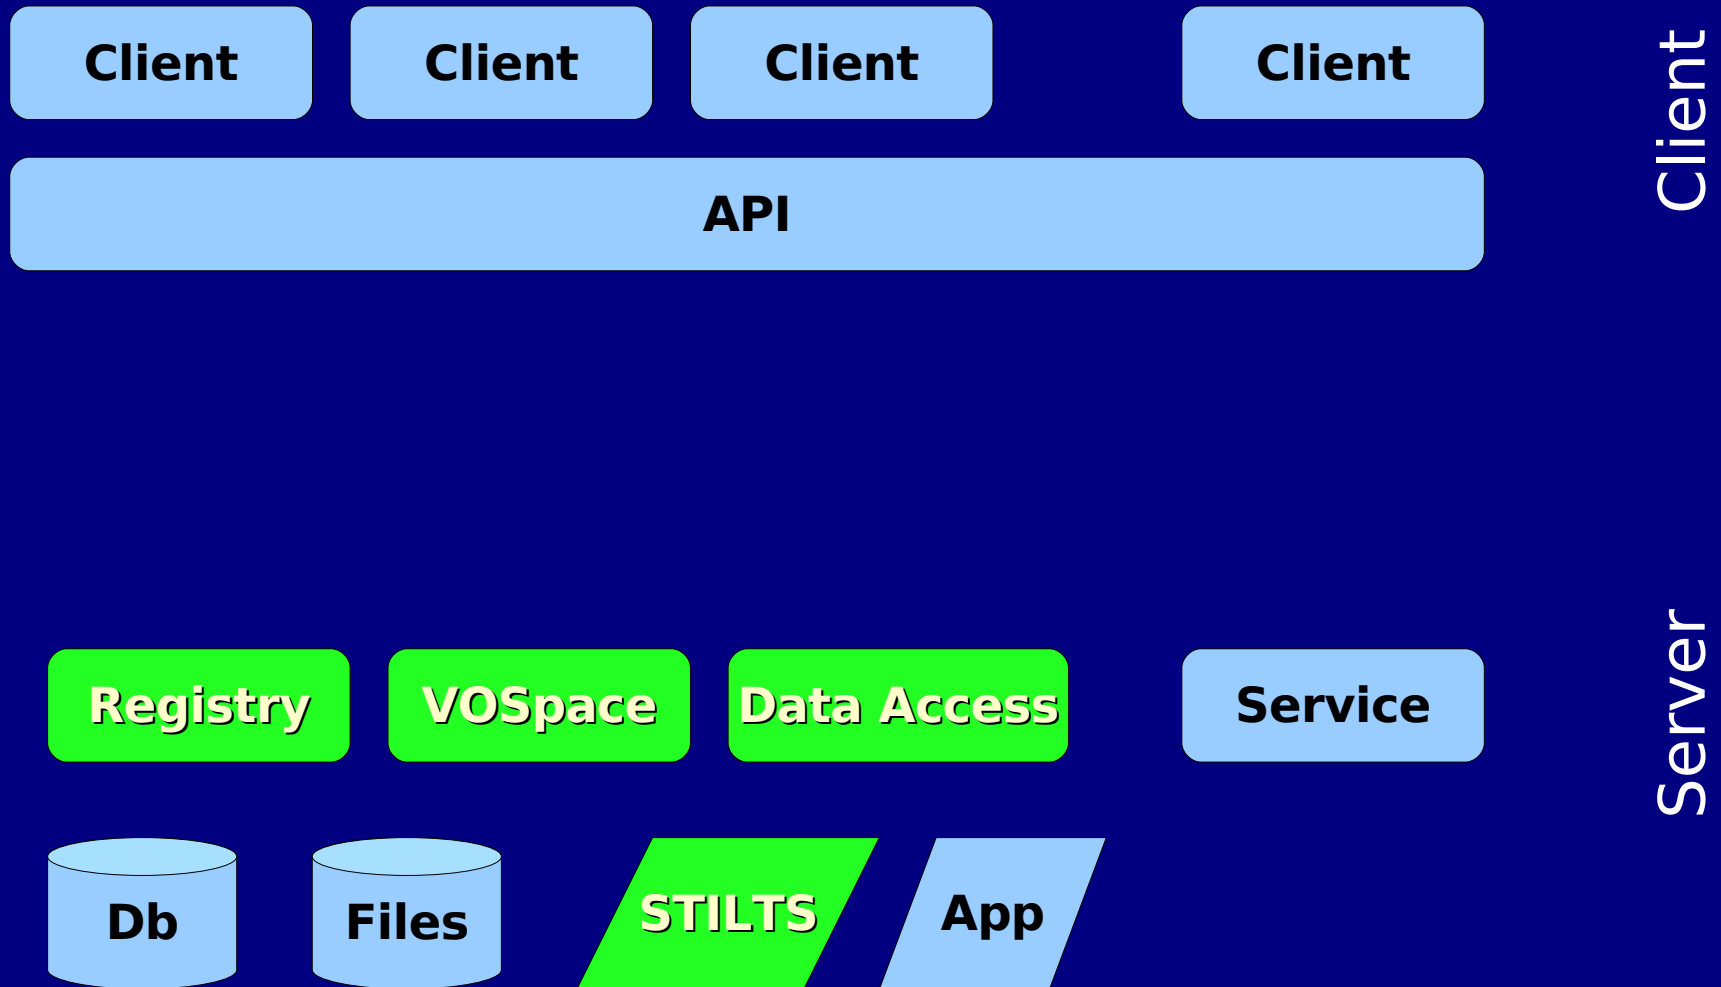 Client
Client
Client
Client
Client
API
Registry
VOSpace
Data Access
Service
Server
Db
Files
STILTS
App